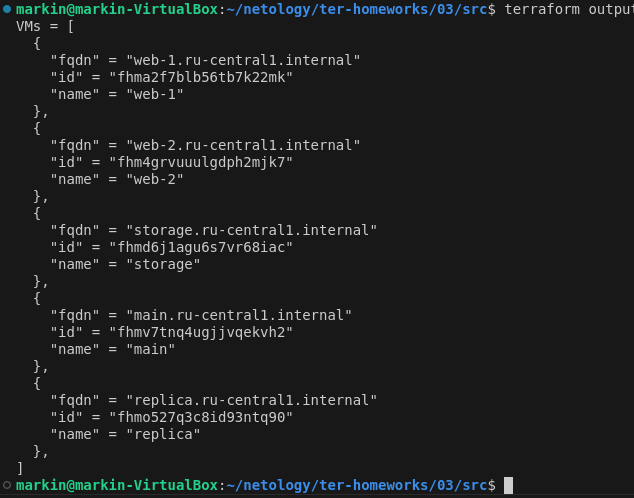 markin@markin-VirtualBox:~/netology/ter-homeworks/03/src$ terraform output
VMs = [
  {
    "fqdn" = "web-1.ru-central1.internal"
    "id" = "fhma2f7blb56tb7k22mk"
    "name" = "web-1"
  },
  {
    "fqdn" = "web-2.ru-central1.internal"
    "id" = "fhm4grvuuulgdph2mjk7"
    "name" = "web-2"
  },
  {
    "fqdn" = "storage.ru-central1.internal"
    "id" = "fhmd6j1agu6s7vr68iac"
    "name" = "storage"
  },
  {
    "fqdn" = "main.ru-central1.internal"
    "id" = "fhmv7tnq4ugjjvqekvh2"
    "name" = "main"
  },
  {
    "fqdn" = "replica.ru-central1.internal"
    "id" = "fhmo527q3c8id93ntq90"
    "name" = "replica"
  },
]
markin@markin-VirtualBox:~/netology/ter-homeworks/03/src$